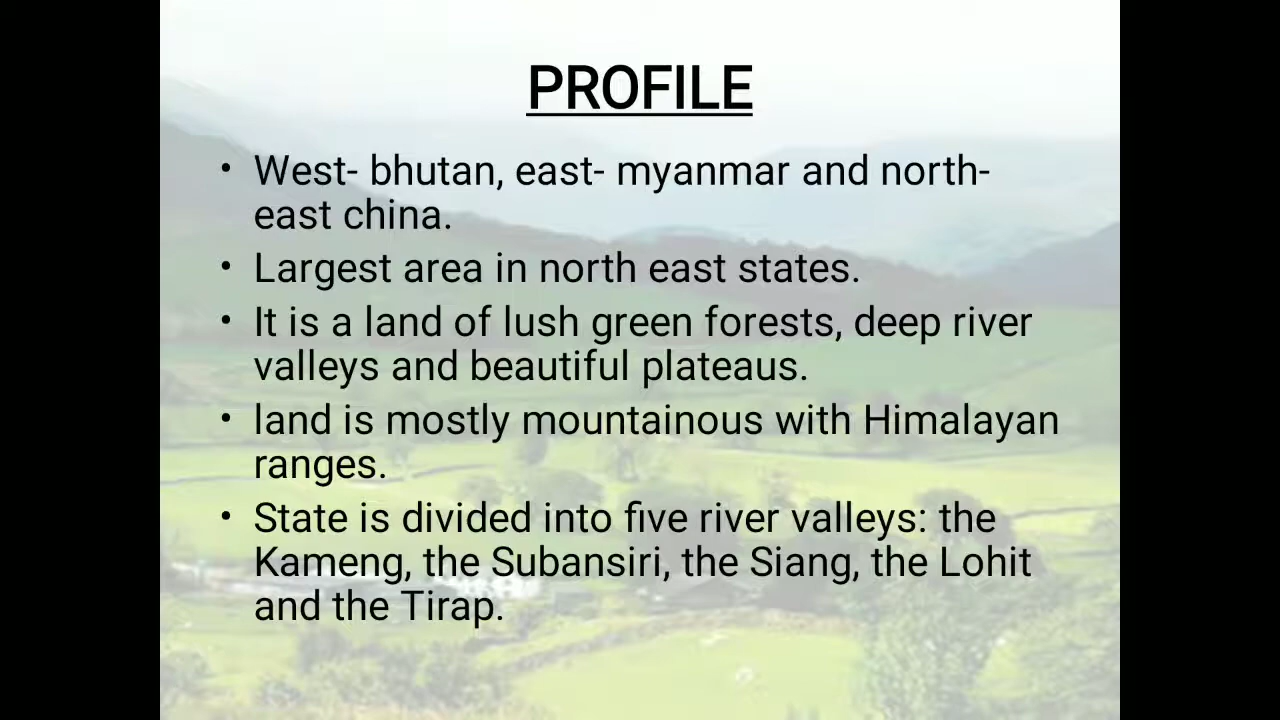 PROFILE
• West- bhutan, east- myanmar and north-
east china.
• Largest area in north east states.
• It is a land of lush green forests, deep river
valleys and beautiful plateaus.
• land is mostly mountainous with Himalayan
ranges.
• State is divided into five river valleys: the
Kameng, the Subansiri, the Siang, the Lohit
and the Tirap.